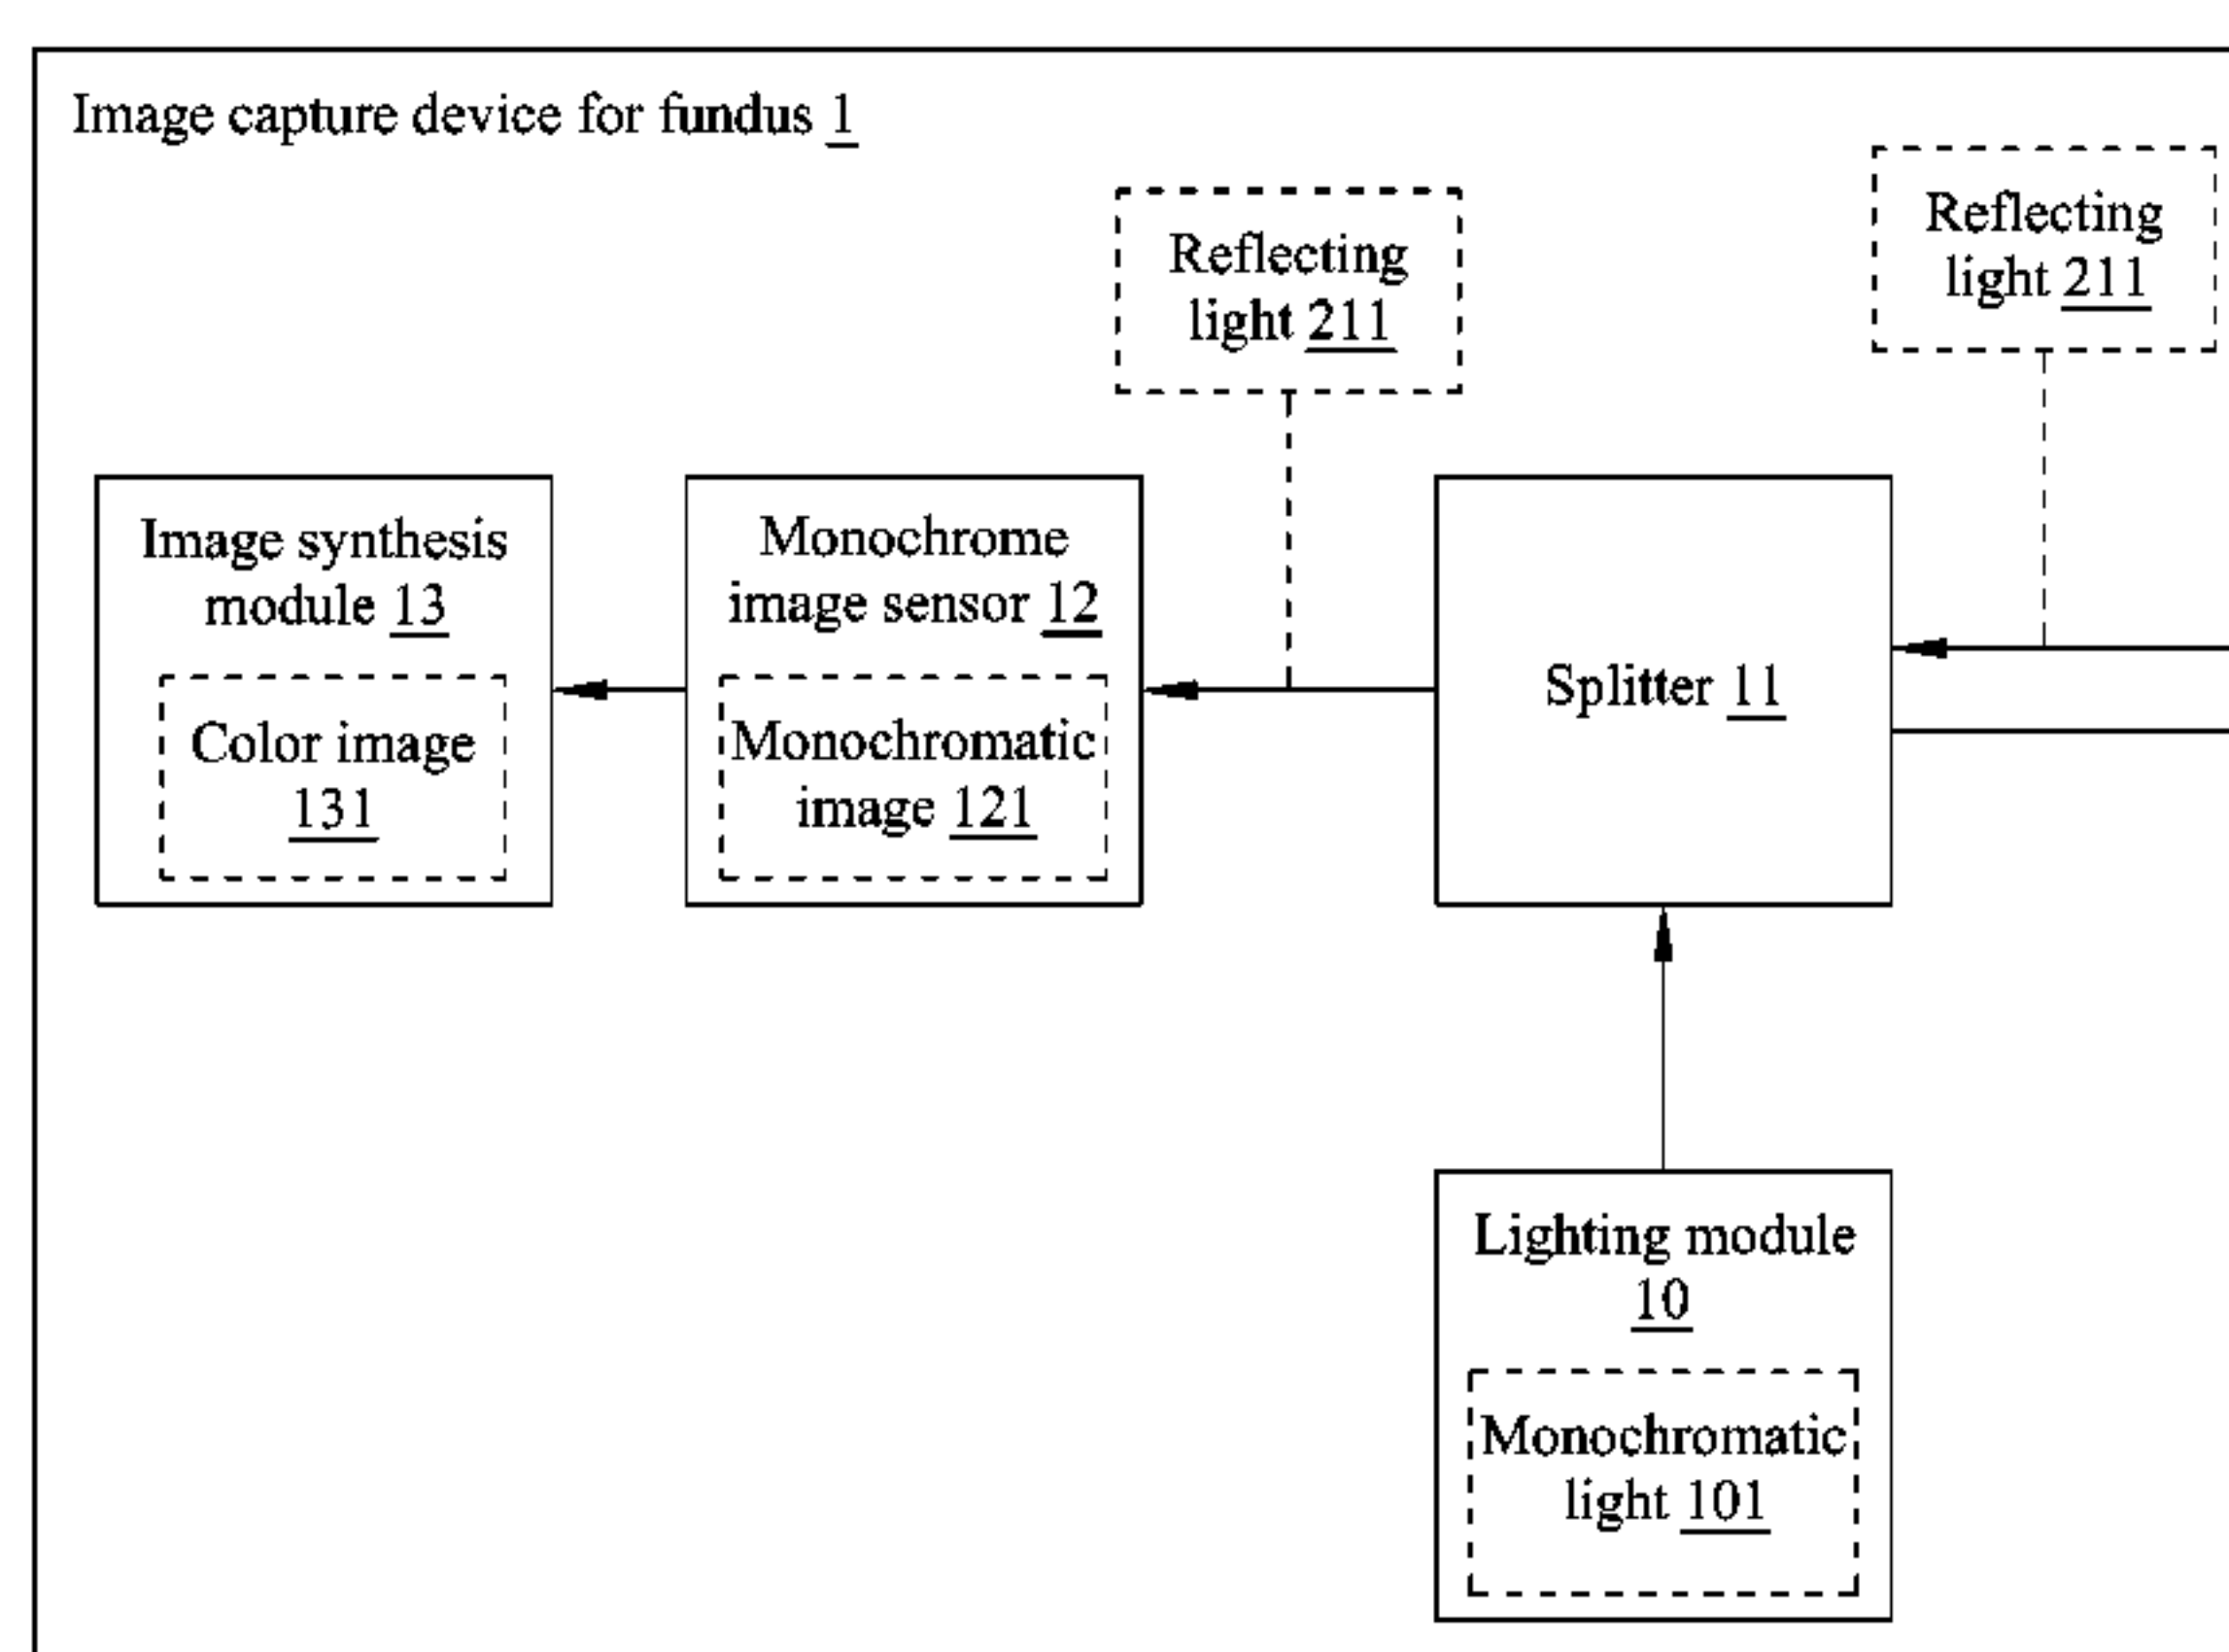 Image capture device for fundus 1
Reflecting
light 211
Reflecting
light 211
Image synthesis
module 13
Color image
131
Monochrome
image sensor 12
Monochromatic
image 121
Splitter 11
Lighting module
10
Monochromatic
light 101